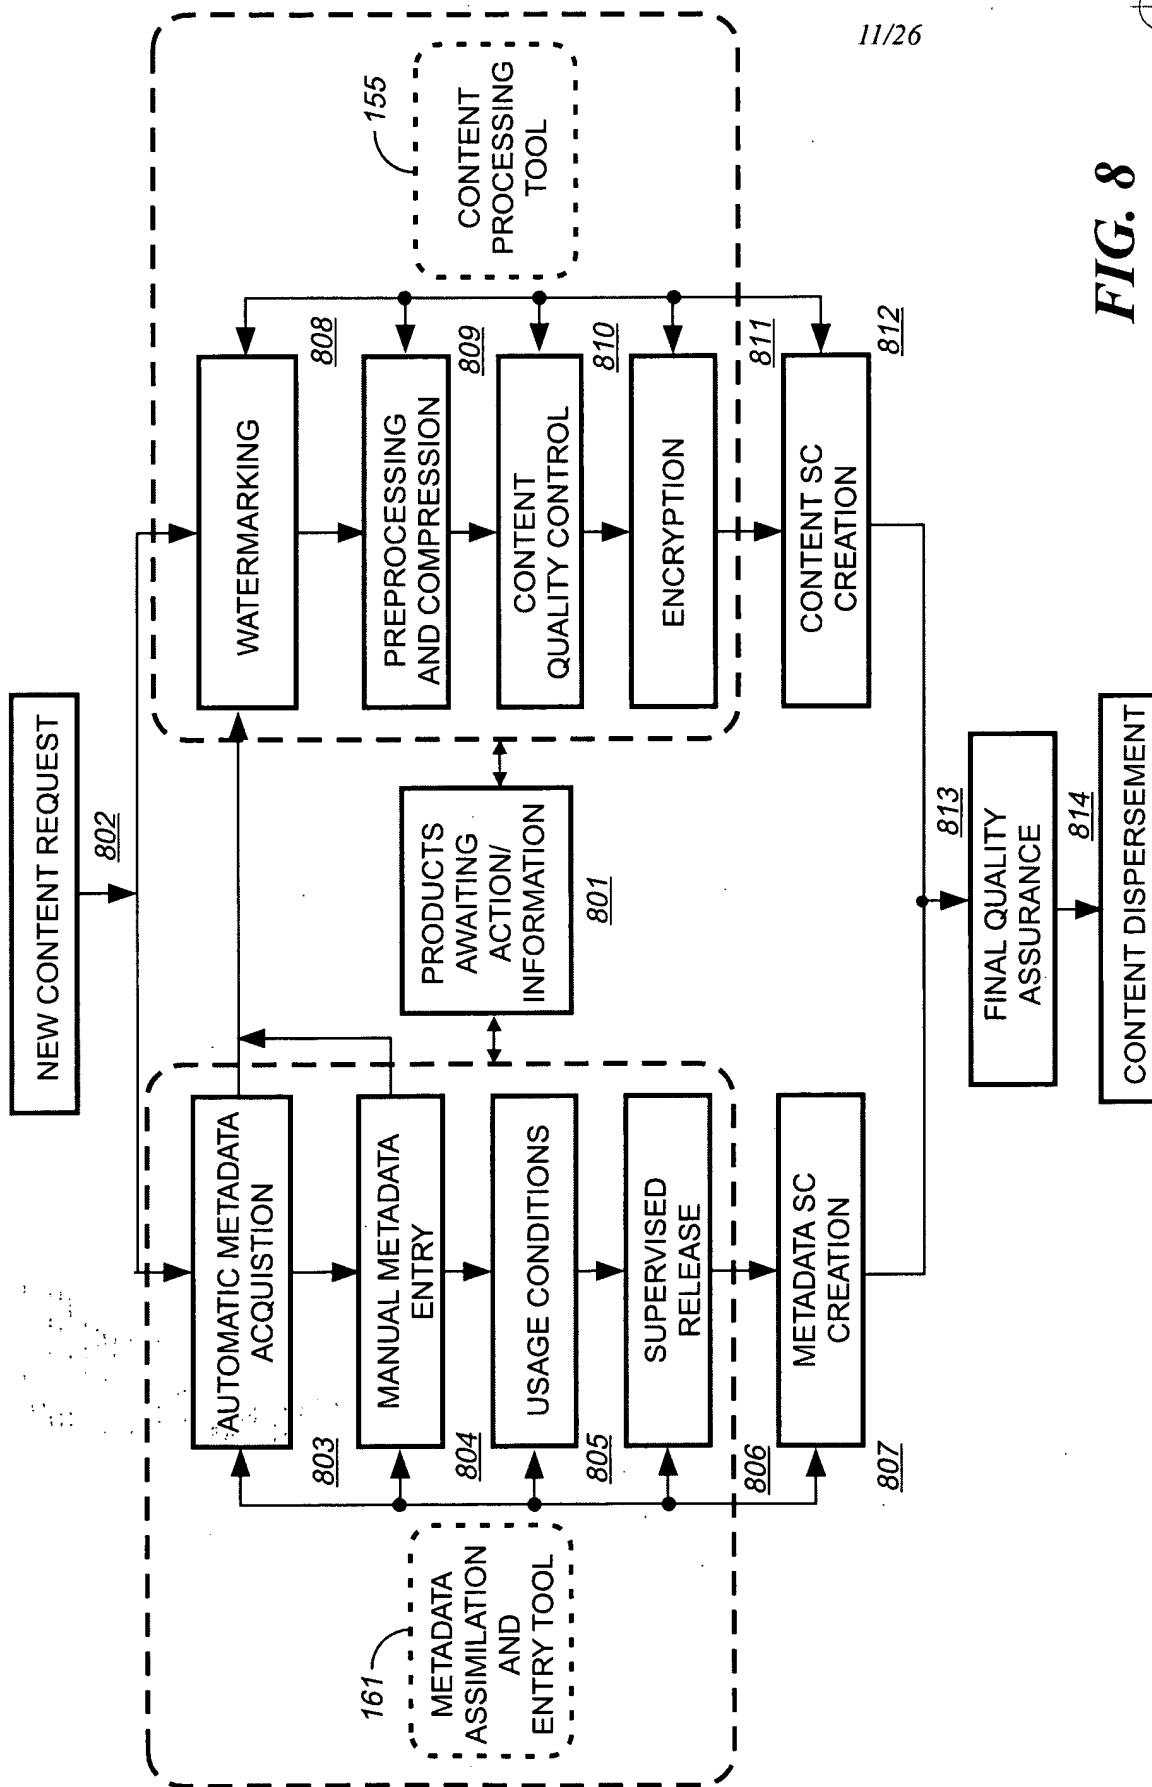 11/26
NEW CONTENT REQUEST
802
161
METADATA
ASSIMILATION
AND
ENTRY TOOL
AUTOMATIC METADATA
ACQUISTION
803
MANUAL METADATA
ENTRY
804
USAGE CONDITIONS
805
SUPERVISED
RELEASE
806
METADATA SC
CREATION
807
PRODUCTS
AWAITING
ACTION/
INFORMATION
801
WATERMARKING
808
PREPROCESSING
AND COMPRESSION
809
CONTENT
QUALITY CONTROL
810
ENCRYPTION
811
CONTENT SC
CREATION
812
155
CONTENT
PROCESSING
TOOL
813
FINAL QUALITY
ASSURANCE
814
CONTENT DISPERSEMENT
FIG. 8